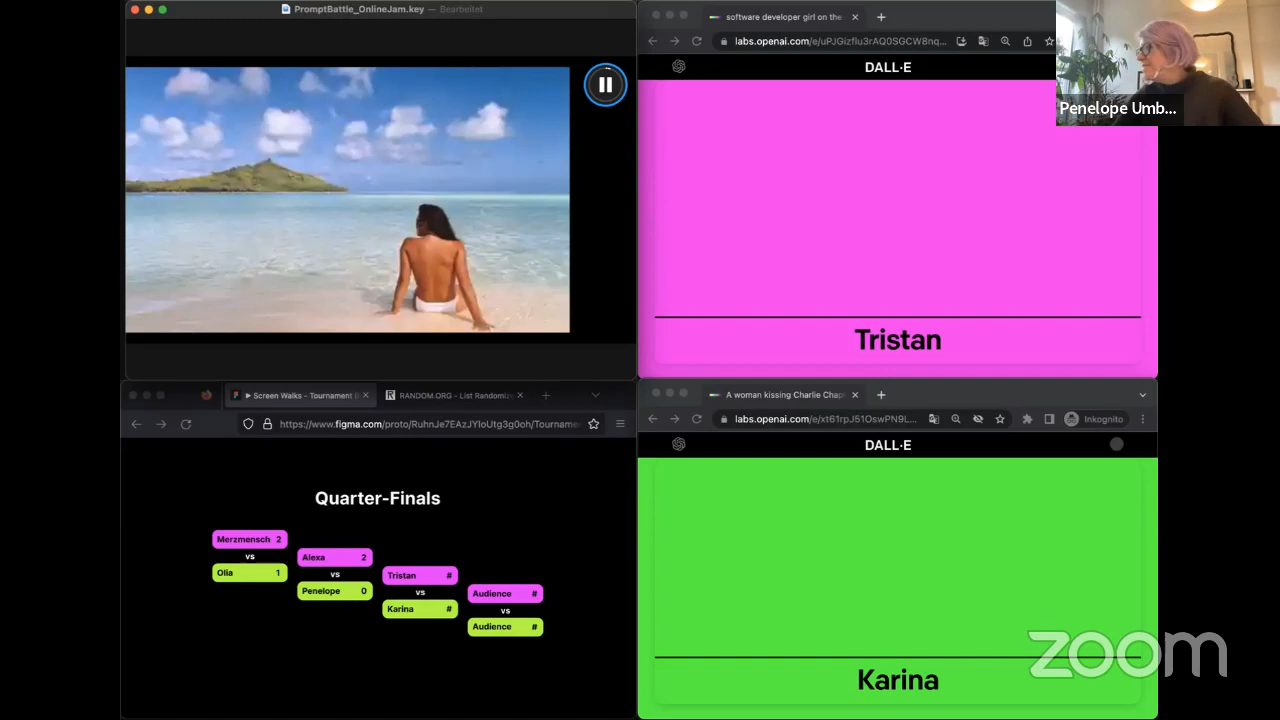 PromptBattle_OnlineJam.key — Bearbeitet
software developer girl on the
labs.openai.com/e/uPJGizflu3rAQ0SGCW8nq...
DALL·E
Penelope Umb...
Tristan
Screen Walks - Tournament B
RANDOM.ORG - List Randomiz
https://www.figma.com/proto/RuhnJe7EAzJYIoUtg3g0oh/Tourname
Quarter-Finals
Merzmensch 2
vs
Olia 1
Alexa 2
vs
Penelope 0
Tristan #
vs
Karina #
Audience #
vs
Audience #
A woman kissing Charlie Chap
labs.openai.com/e/xt61rpJ51OswPN9L...
Inkognito
DALL·E
Karina
zoom